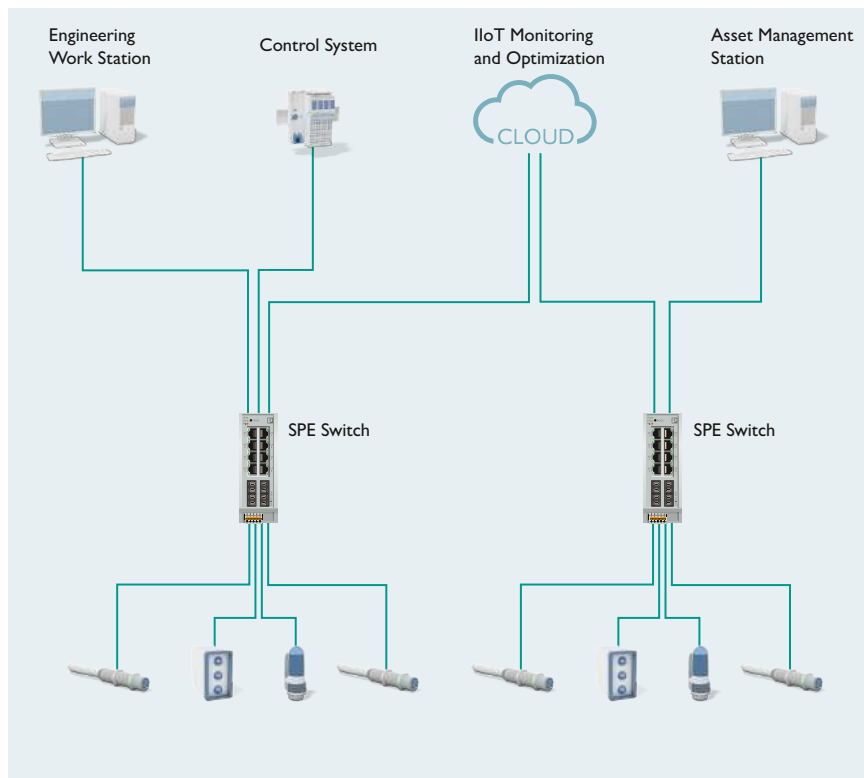 Engineering
Work Station
Control System
IIoT Monitoring
and Optimization
Asset Management
Station
CLOUD
SPE Switch
SPE Switch